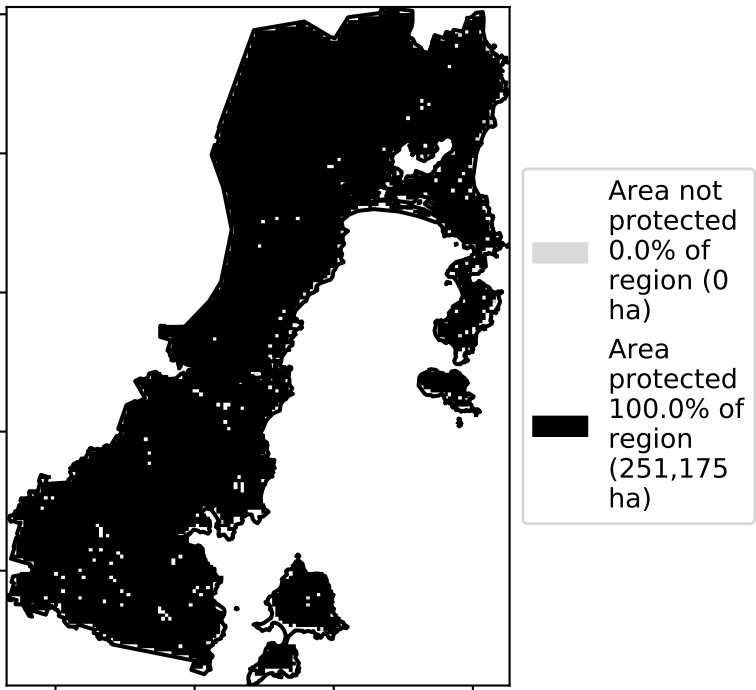 Area not
protected
0.0% of
region (0
ha)
Area
protected
100.0% of
region
(251,175
ha)